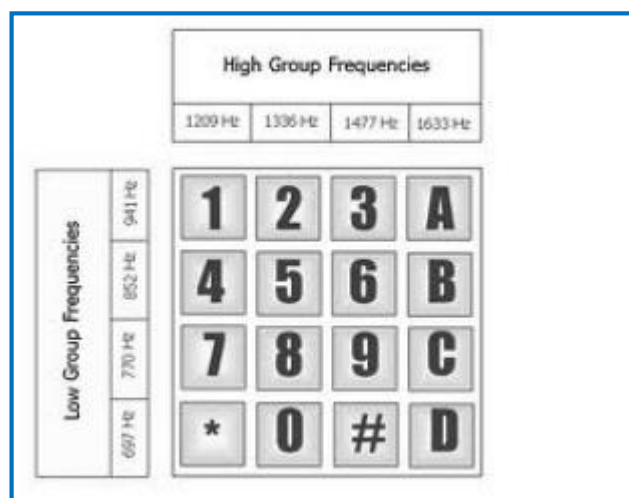 High Group Frequencies
1209 Hz 1336 Hz 1477 Hz 1633 Hz
Low Group Frequencies
941 Hz 1 2 3 A
852 Hz 4 5 6 B
770 Hz 7 8 9 C
697 Hz * 0 # D